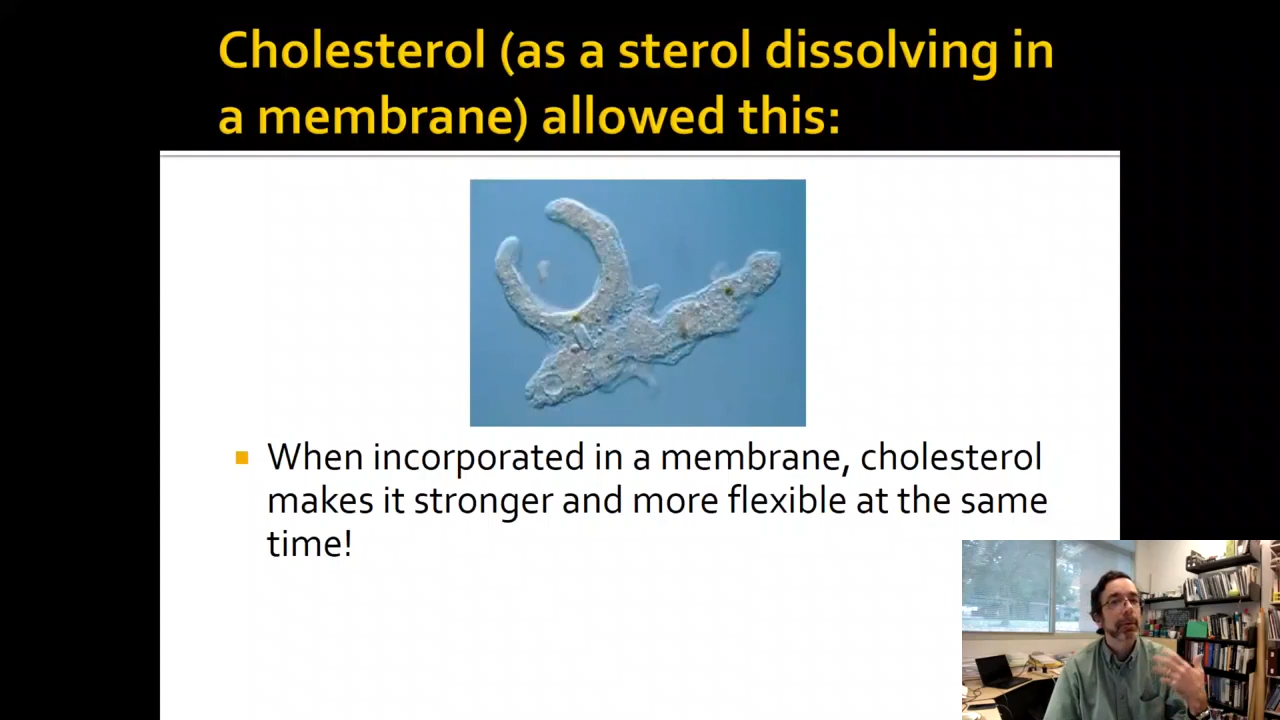 Cholesterol (as a sterol dissolving in
a membrane) allowed this:
When incorporated in a membrane, cholesterol
makes it stronger and more flexible at the same
time!